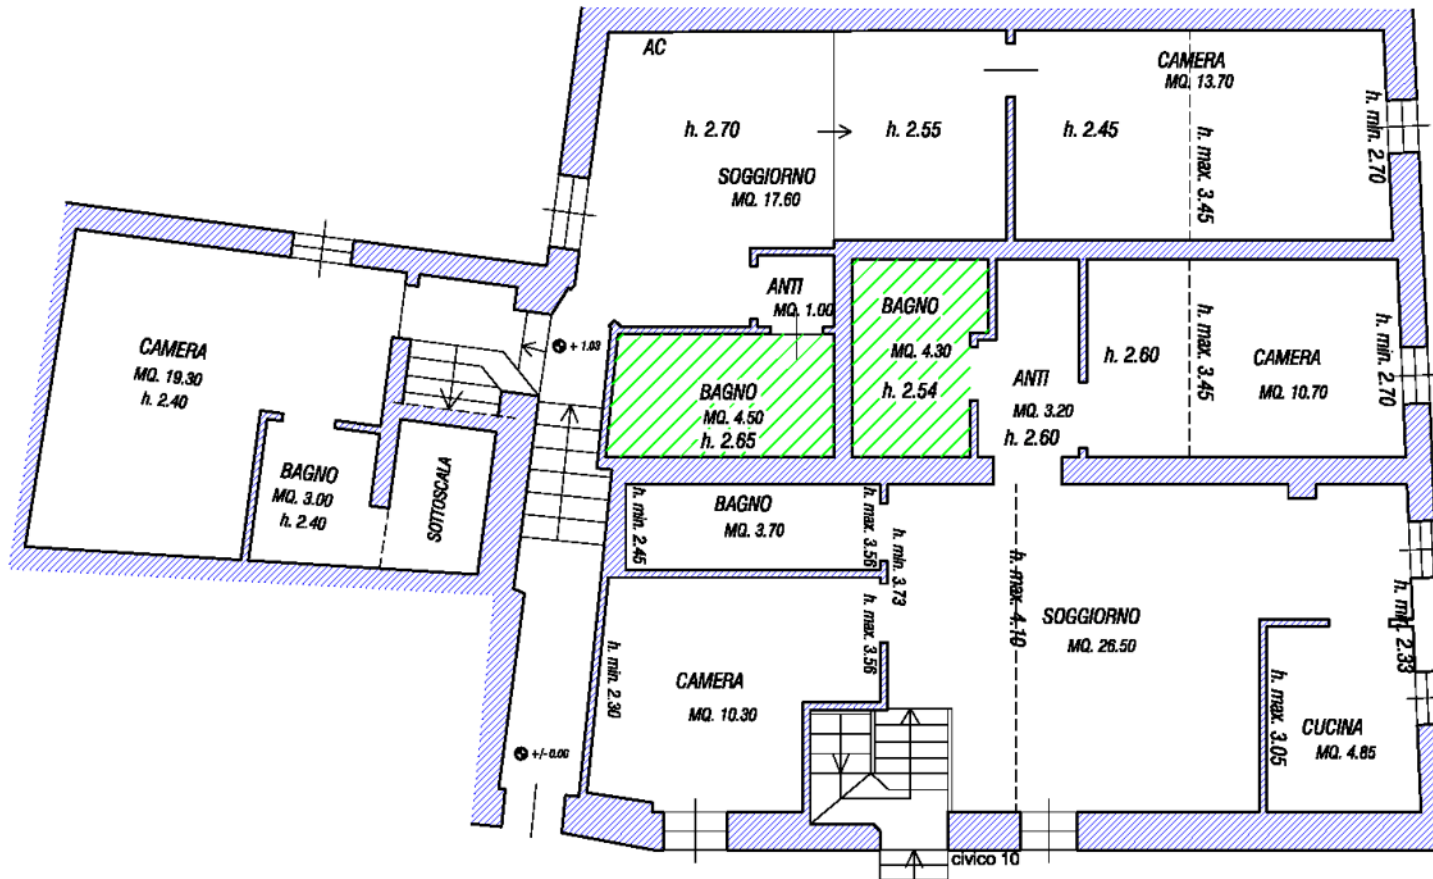 AC
CAMERA
MQ. 13.70
h. 2.70
h. 2.55
h. 2.45
h. max. 3.45
h. min. 2.70
SOGGIORNO
MQ. 17.60
ANTI
MQ. 1.00
BAGNO
MQ. 4.30
h. 2.54
+ 1.03
CAMERA
MQ. 19.30
h. 2.40
BAGNO
MQ. 4.50
h. 2.65
ANTI
MQ. 3.20
h. 2.60
h. 2.60
h. max. 3.45
CAMERA
MQ. 10.70
h. min. 2.70
BAGNO
MQ. 3.00
h. 2.40
SOTTOSCALA
h. min. 2.45
BAGNO
MQ. 3.70
h. max. 3.56
h. min. 3.73
h. max. 4.10
SOGGIORNO
MQ. 26.50
h. min. 2.33
h. min. 2.30
CAMERA
MQ. 10.30
h. max. 3.56
h. max. 3.05
CUCINA
MQ. 4.85
+/-0.00
civico 10